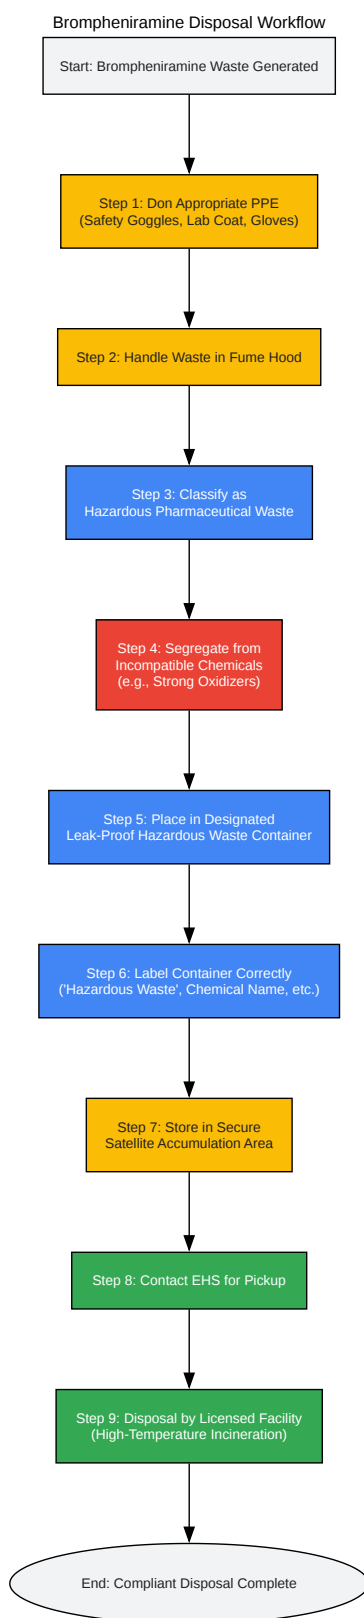 Brompheniramine Disposal Workflow
Start: Brompheniramine Waste Generated
Step 1: Don Appropriate PPE
(Safety Goggles, Lab Coat, Gloves)
Step 2: Handle Waste in Fume Hood
Step 3: Classify as
Hazardous Pharmaceutical Waste
Step 4: Segregate from
Incompatible Chemicals
(e.g., Strong Oxidizers)
Step 5: Place in Designated
Leak-Proof Hazardous Waste Container
Step 6: Label Container Correctly
('Hazardous Waste', Chemical Name, etc.)
Step 7: Store in Secure
Satellite Accumulation Area
Step 8: Contact EHS for Pickup
Step 9: Disposal by Licensed Facility
(High-Temperature Incineration)
End: Compliant Disposal Complete